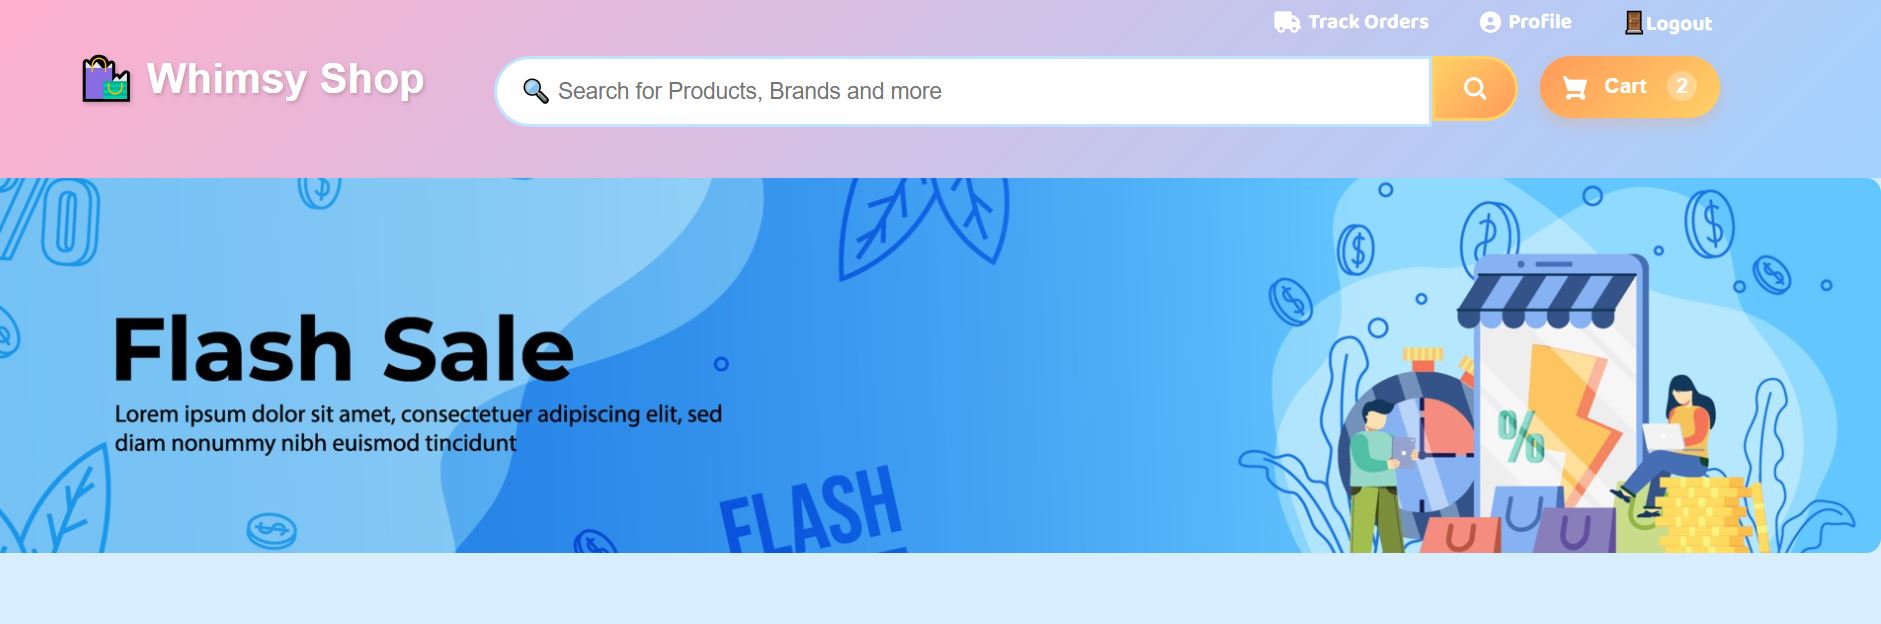 Track Orders
Profile
Logout
Whimsy Shop
Search for Products, Brands and more
Cart 2
Flash Sale
Lorem ipsum dolor sit amet, consectetuer adipiscing elit, sed
diam nonummy nibh euismod tincidunt
FLASH
%
%